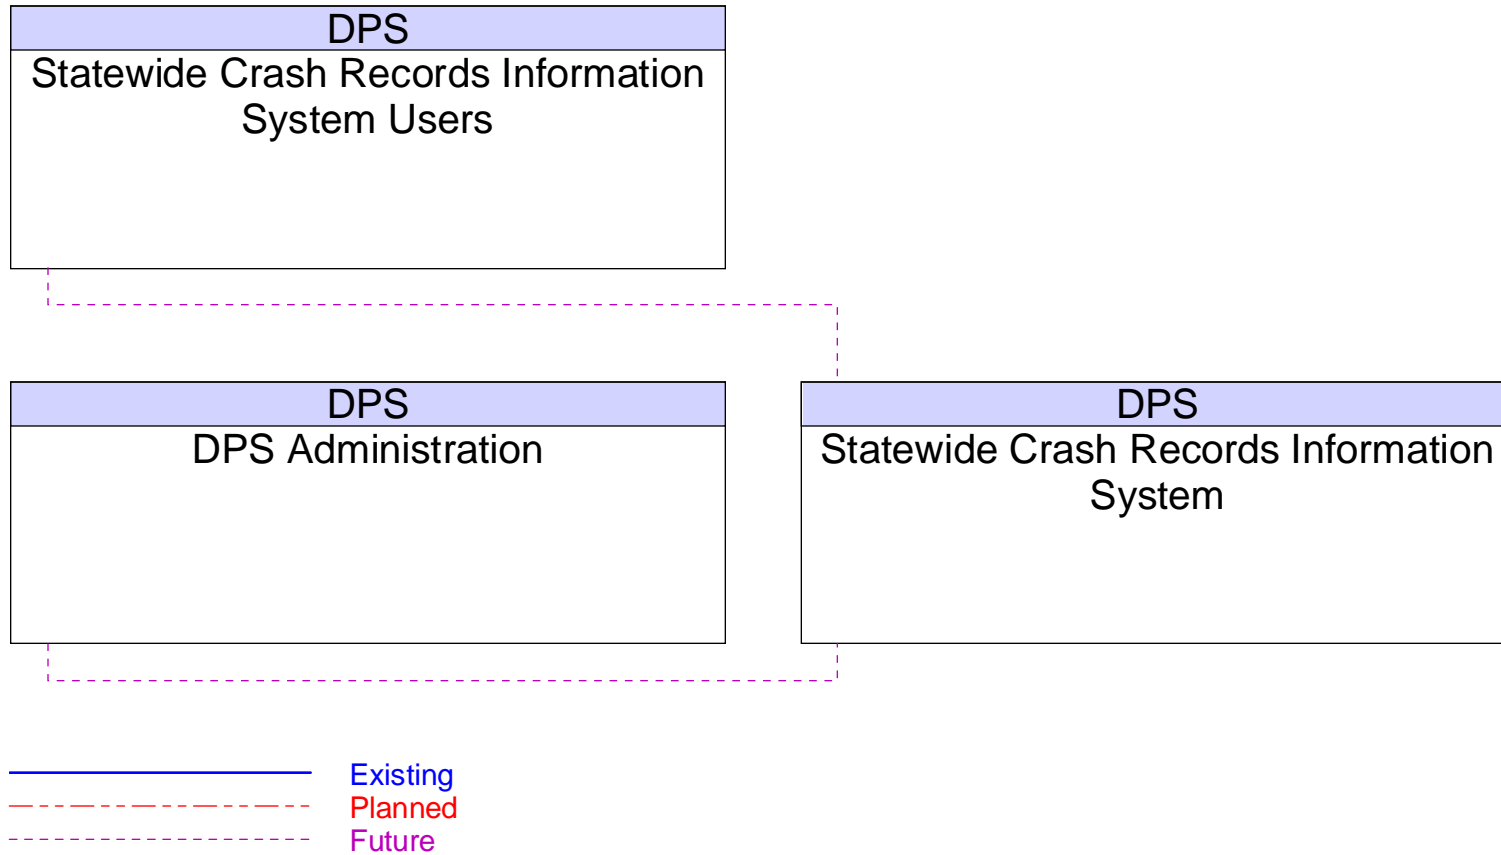 DPS
Statewide Crash Records Information
System Users
DPS
DPS Administration
DPS
Statewide Crash Records Information
System
Existing
Planned
Future